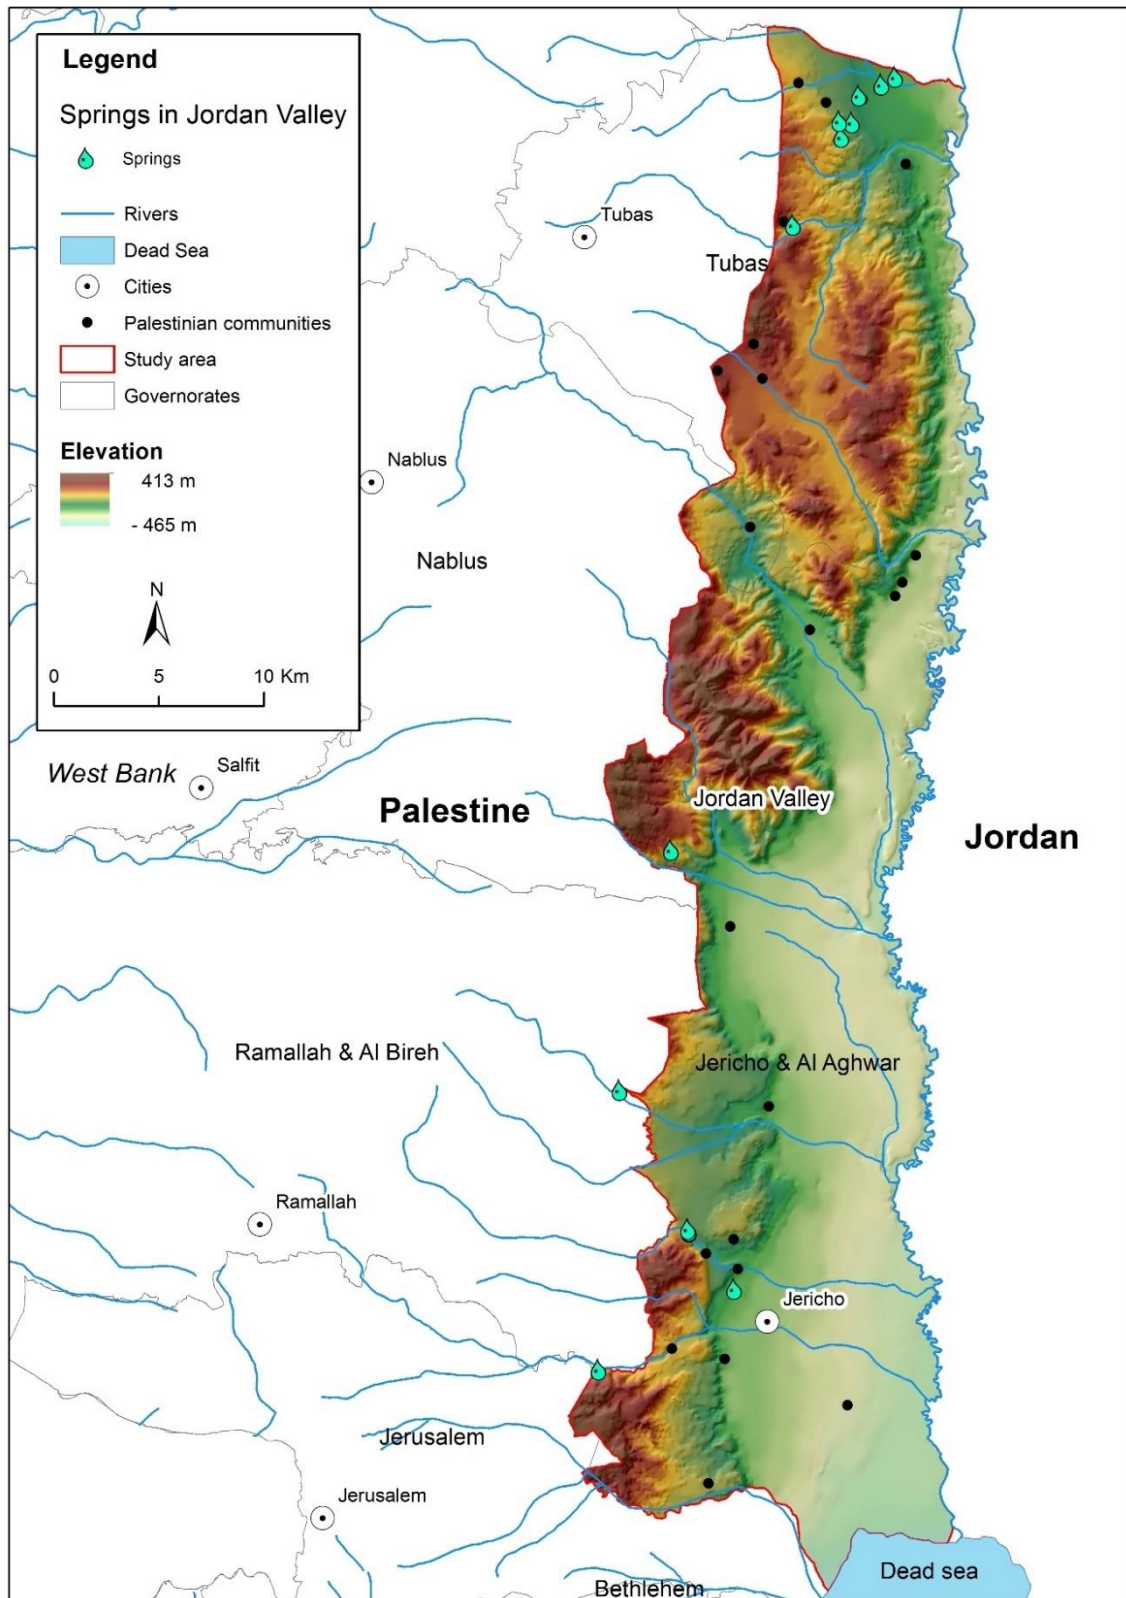 Legend
Springs in Jordan Valley
Springs
Rivers
Dead Sea
Cities
Palestinian communities
Study area
Governorates
Elevation
413 m
- 465 m
N
0 5 10 Km
Tubas
Tubas
Nablus
Nablus
West Bank
Salfit
Palestine
Jordan Valley
Jordan
Ramallah & Al Bireh
Jericho & Al Aghwar
Ramallah
Jericho
Jerusalem
Jerusalem
Dead sea
Bethlehem